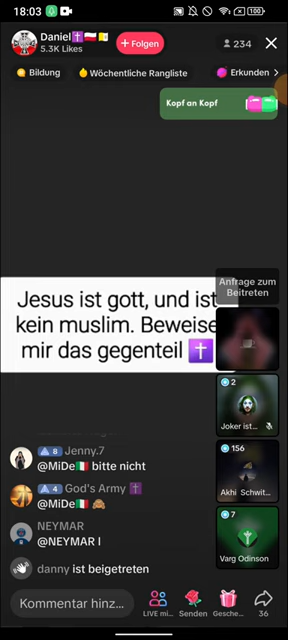 18:03
100
Daniel✝️🇵🇱🇻🇦
5.3K Likes
+ Folgen
234
Bildung
Wöchentliche Rangliste
Erkunden
Kopf an Kopf
Anfrage zum
Beitreten
Jesus ist gott, und ist
kein muslim. Beweise
mir das gegenteil ✝️
2
Joker ist...
156
Akhi Schwit...
7
Varg Odinson
8 Jenny.7
@MiDe🇮🇹 bitte nicht
4 God's Army ✝️
@MiDe🇮🇹 🙈
NEYMAR
@NEYMAR I
danny ist beigetreten
Kommentar hinz...
LIVE mi...
Senden
Gesche...
36